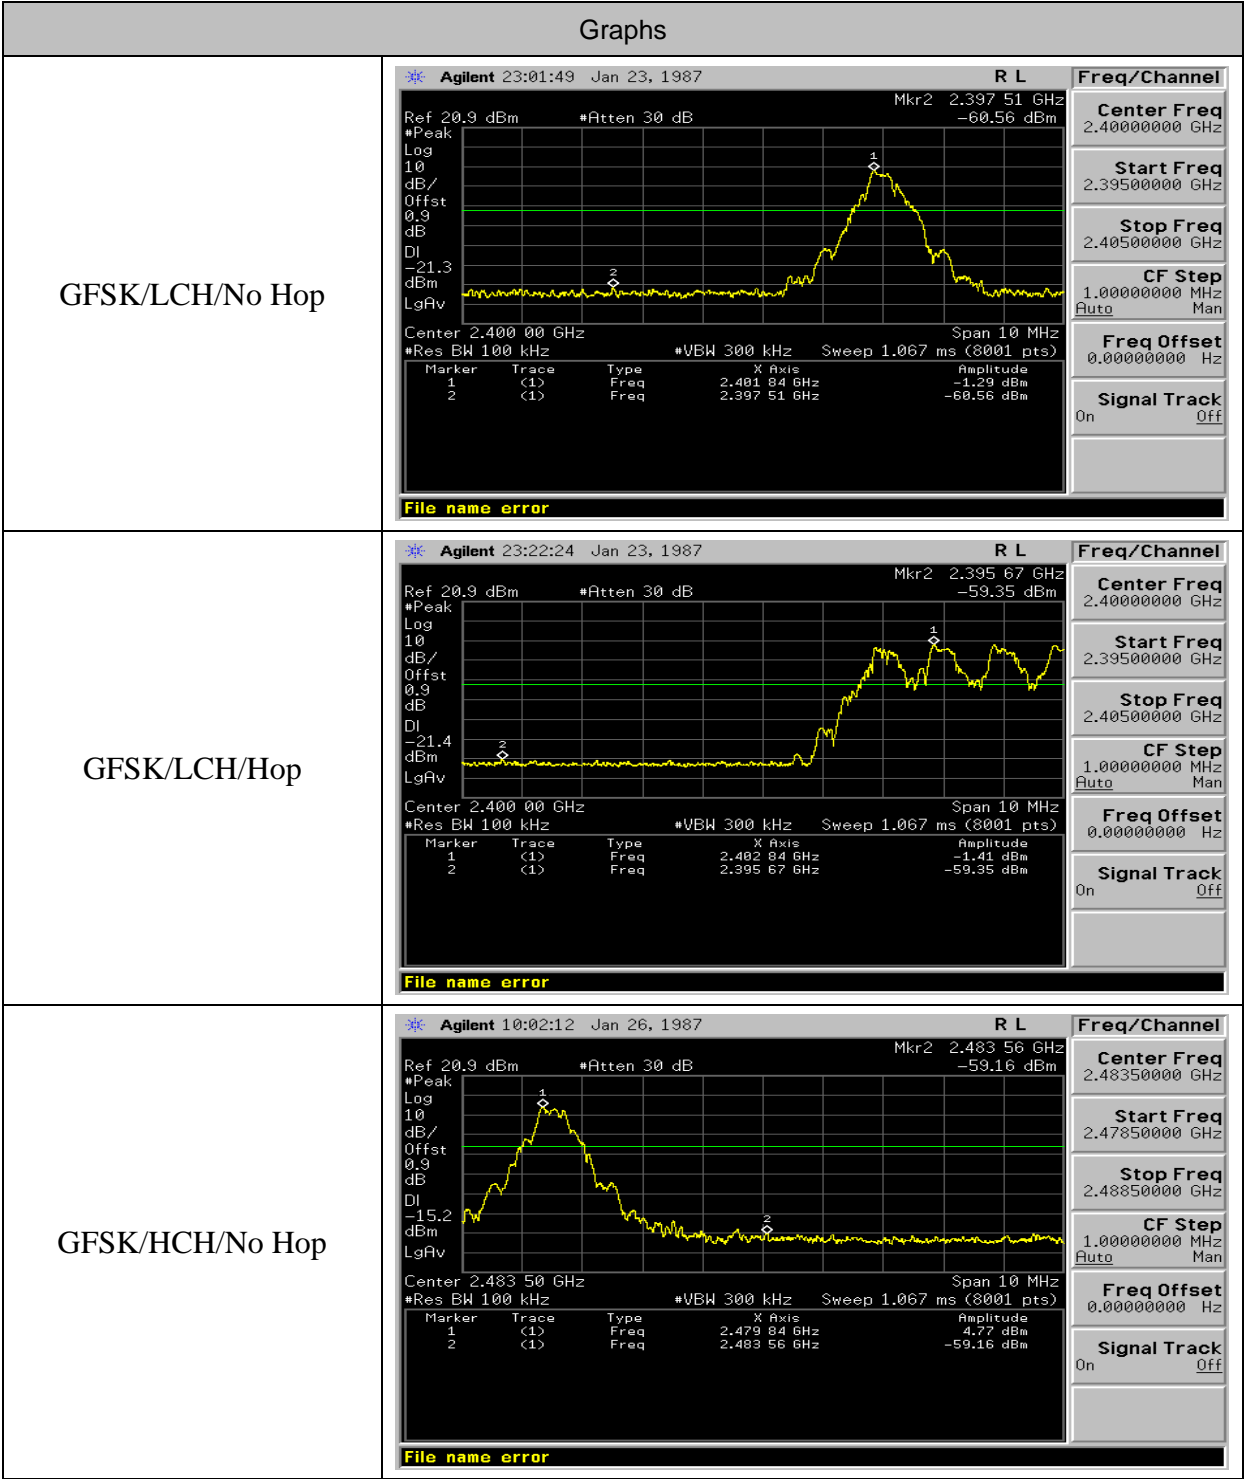 Graphs
GFSK/LCH/No Hop
Agilent 23:01:49 Jan 23, 1987 R L Freq/Channel
Mkr2 2.397 51 GHz
Ref 20.9 dBm #Atten 30 dB -60.56 dBm
#Peak
Log
10
dB/
Offst
0.9
dB
DI
-21.3
dBm
LgAv
1
2
Center 2.400 00 GHz Span 10 MHz
#Res BW 100 kHz #VBW 300 kHz Sweep 1.067 ms (8001 pts)
Marker Trace Type X Axis Amplitude
1 (1) Freq 2.401 84 GHz -1.29 dBm
2 (1) Freq 2.397 51 GHz -60.56 dBm
File name error
Center Freq
2.40000000 GHz
Start Freq
2.39500000 GHz
Stop Freq
2.40500000 GHz
CF Step
1.00000000 MHz
Auto Man
Freq Offset
0.00000000 Hz
Signal Track
On Off
GFSK/LCH/Hop
Agilent 23:22:24 Jan 23, 1987 R L Freq/Channel
Mkr2 2.395 67 GHz
Ref 20.9 dBm #Atten 30 dB -59.35 dBm
#Peak
Log
10
dB/
Offst
0.9
dB
DI
-21.4
dBm
LgAv
1
2
Center 2.400 00 GHz Span 10 MHz
#Res BW 100 kHz #VBW 300 kHz Sweep 1.067 ms (8001 pts)
Marker Trace Type X Axis Amplitude
1 (1) Freq 2.402 84 GHz -1.41 dBm
2 (1) Freq 2.395 67 GHz -59.35 dBm
File name error
Center Freq
2.40000000 GHz
Start Freq
2.39500000 GHz
Stop Freq
2.40500000 GHz
CF Step
1.00000000 MHz
Auto Man
Freq Offset
0.00000000 Hz
Signal Track
On Off
GFSK/HCH/No Hop
Agilent 10:02:12 Jan 26, 1987 R L Freq/Channel
Mkr2 2.483 56 GHz
Ref 20.9 dBm #Atten 30 dB -59.16 dBm
#Peak
Log
10
dB/
Offst
0.9
dB
DI
-15.2
dBm
LgAv
1
2
Center 2.483 50 GHz Span 10 MHz
#Res BW 100 kHz #VBW 300 kHz Sweep 1.067 ms (8001 pts)
Marker Trace Type X Axis Amplitude
1 (1) Freq 2.479 84 GHz 4.77 dBm
2 (1) Freq 2.483 56 GHz -59.16 dBm
File name error
Center Freq
2.48350000 GHz
Start Freq
2.47850000 GHz
Stop Freq
2.48850000 GHz
CF Step
1.00000000 MHz
Auto Man
Freq Offset
0.00000000 Hz
Signal Track
On Off